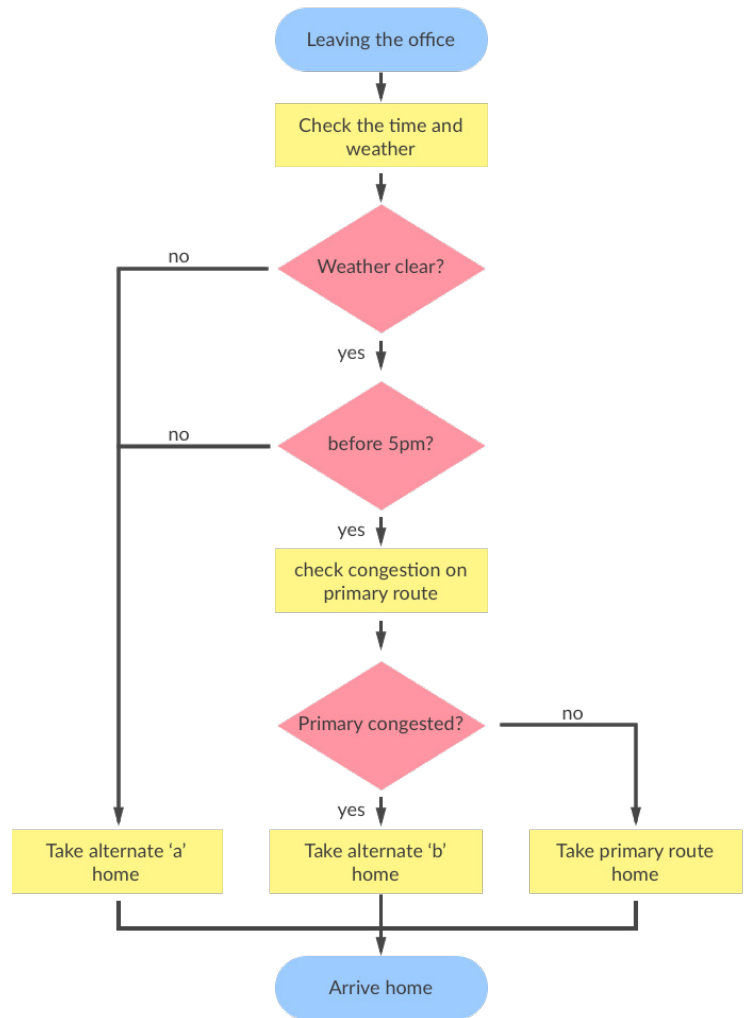 Leaving the office
Check the time and
weather
Weather clear?
no
yes
before 5pm?
no
yes
check congestion on
primary route
Primary congested?
no
yes
Take alternate ‘a’
home
Take alternate ‘b’
home
Take primary route
home
Arrive home